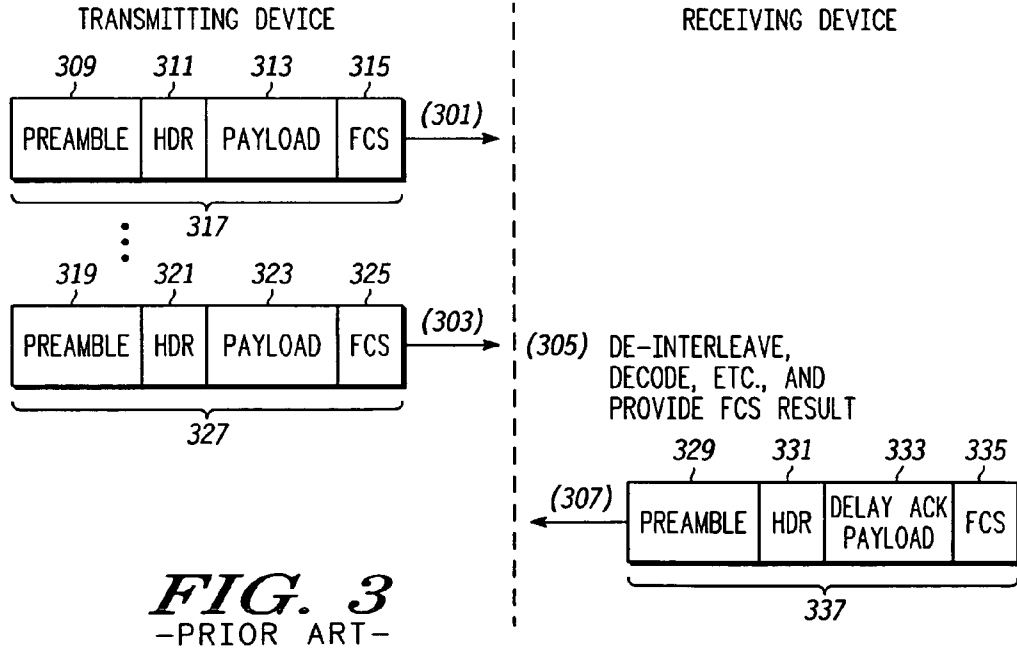 TRANSMITTING DEVICE
RECEIVING DEVICE
309 311 313 315
PREAMBLE HDR PAYLOAD FCS
(301)
317
319 321 323 325
PREAMBLE HDR PAYLOAD FCS
(303)
327
(305) DE-INTERLEAVE,
DECODE, ETC., AND
PROVIDE FCS RESULT
329 331 333 335
(307)
PREAMBLE HDR DELAY ACK
PAYLOAD FCS
337
FIG. 3
-PRIOR ART-